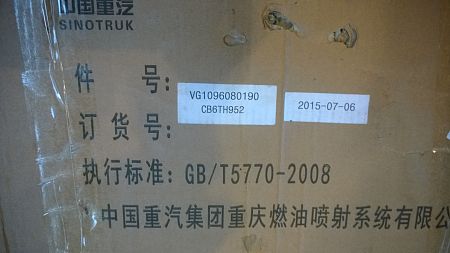 中国重汽
SINOTRUK
件 号: VG1096080190
CB6TH952 2015-07-06
订货号:
执行标准: GB/T5770-2008
中国重汽集团重庆燃油喷射系统有限公